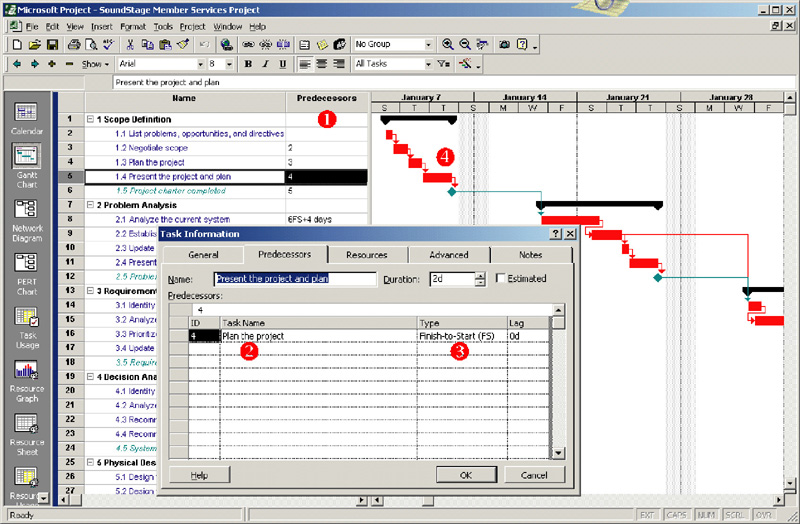 Microsoft Project - SoundStage Member Services Project
File Edit View Insert Format Tools Project Window Help
No Group
Show Arial 8 B I U All Tasks
Present the project and plan
Name Predecessors January 7 January 14 January 21 January 28
S T T S M W F S T T S M W F
1 1 Scope Definition 1
2 1.1 List problems, opportunities, and directives
3 1.2 Negotiate scope 2
4 1.3 Plan the project 3 4
5 1.4 Present the project and plan 4
6 1.5 Project charter completed 5
7 2 Problem Analysis
8 2.1 Analyze the current system 6FS+4 days
9 2.2 Establis
10 2.3 Update
11 2.4 Present
12 2.5 Proble
13 3 Requirement
14 3.1 Identify
15 3.2 Analyze
16 3.3 Prioritize
17 3.4 Update
18 3.5 Require
19 4 Decision Ana
20 4.1 Identify
21 4.2 Analyze
22 4.3 Recomm
23 4.4 Recomm
24 4.5 System
25 5 Physical Des
26 5.1 Design
27 5.2 Design
Calendar
Gantt
Chart
Network
Diagram
PERT
Chart
Task
Usage
Resource
Graph
Resource
Sheet
Resou
Usage
Task Information
General Predecessors Resources Advanced Notes
Name: Present the project and plan Duration: 2d Estimated
Predecessors:
4
ID Task Name Type Lag
4 Plan the project Finish-to-Start (FS) 0d
2 3
Help OK Cancel
Ready EXT CAPS NUM SCRL OVR